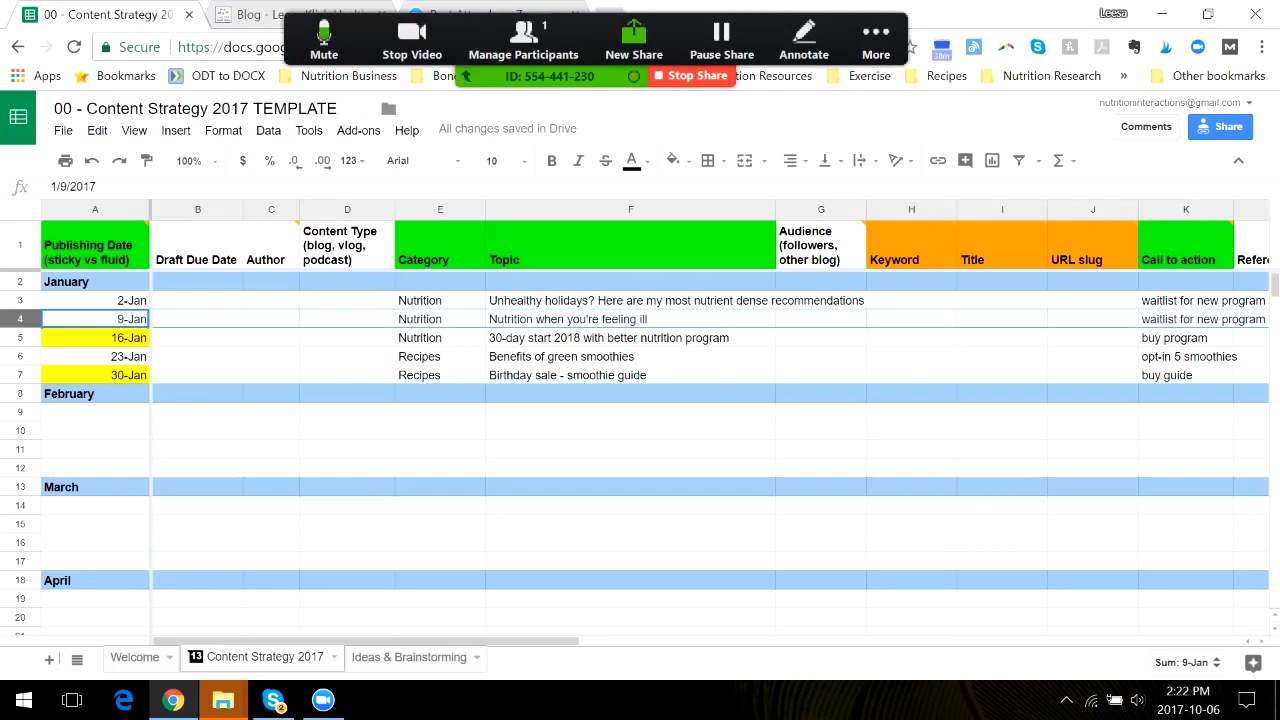 00 - Content Strategy 20
Blog - Lee
Leesa
Mute
Stop Video
1
Manage Participants
New Share
Pause Share
Annotate
More
Secure
https://docs.goog
38m
ID: 554-441-230
Stop Share
Apps
Bookmarks
ODT to DOCX
Nutrition Business
Bon
Resources
Exercise
Recipes
Nutrition Research
»
Other Bookmarks
00 - Content Strategy 2017 TEMPLATE
nutritioninteractions@gmail.com
File Edit View Insert Format Data Tools Add-ons Help
All changes saved in Drive
Comments
Share
100% $ % .0 .00 123 Arial 10 B I S A Σ
fx 1/9/2017
A B C D E F G H I J K
1 Publishing Date (sticky vs fluid) Draft Due Date Author Content Type (blog, vlog, podcast) Category Topic Audience (followers, other blog) Keyword Title URL slug Call to action Refere
2 January
3 2-Jan Nutrition Unhealthy holidays? Here are my most nutrient dense recommendations waitlist for new program
4 9-Jan Nutrition Nutrition when you're feeling ill waitlist for new program
5 16-Jan Nutrition 30-day start 2018 with better nutrition program buy program
6 23-Jan Recipes Benefits of green smoothies opt-in 5 smoothies
7 30-Jan Recipes Birthday sale - smoothie guide buy guide
8 February
9
10
11
12
13 March
14
15
16
17
18 April
19
20
Welcome
13 Content Strategy 2017
Ideas & Brainstorming
Sum: 9-Jan
2
2:22 PM
2017-10-06